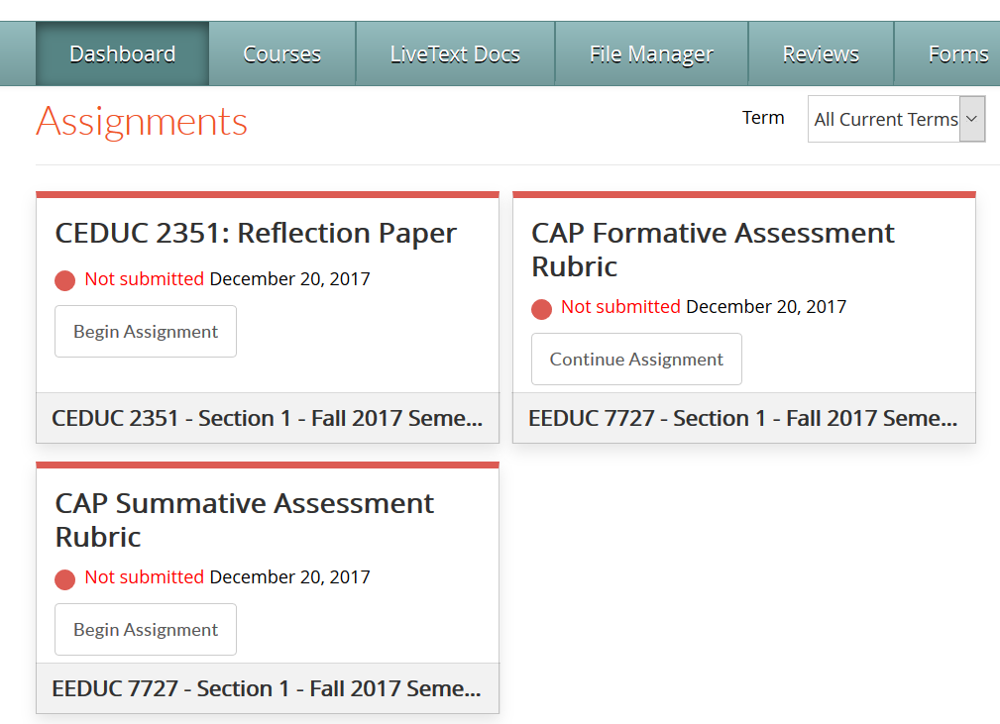 Dashboard Courses LiveText Docs File Manager Reviews Forms
Assignments
Term All Current Terms
CEDUC 2351: Reflection Paper
Not submitted December 20, 2017
Begin Assignment
CEDUC 2351 - Section 1 - Fall 2017 Seme...
CAP Formative Assessment
Rubric
Not submitted December 20, 2017
Continue Assignment
EEDUC 7727 - Section 1 - Fall 2017 Seme...
CAP Summative Assessment
Rubric
Not submitted December 20, 2017
Begin Assignment
EEDUC 7727 - Section 1 - Fall 2017 Seme...